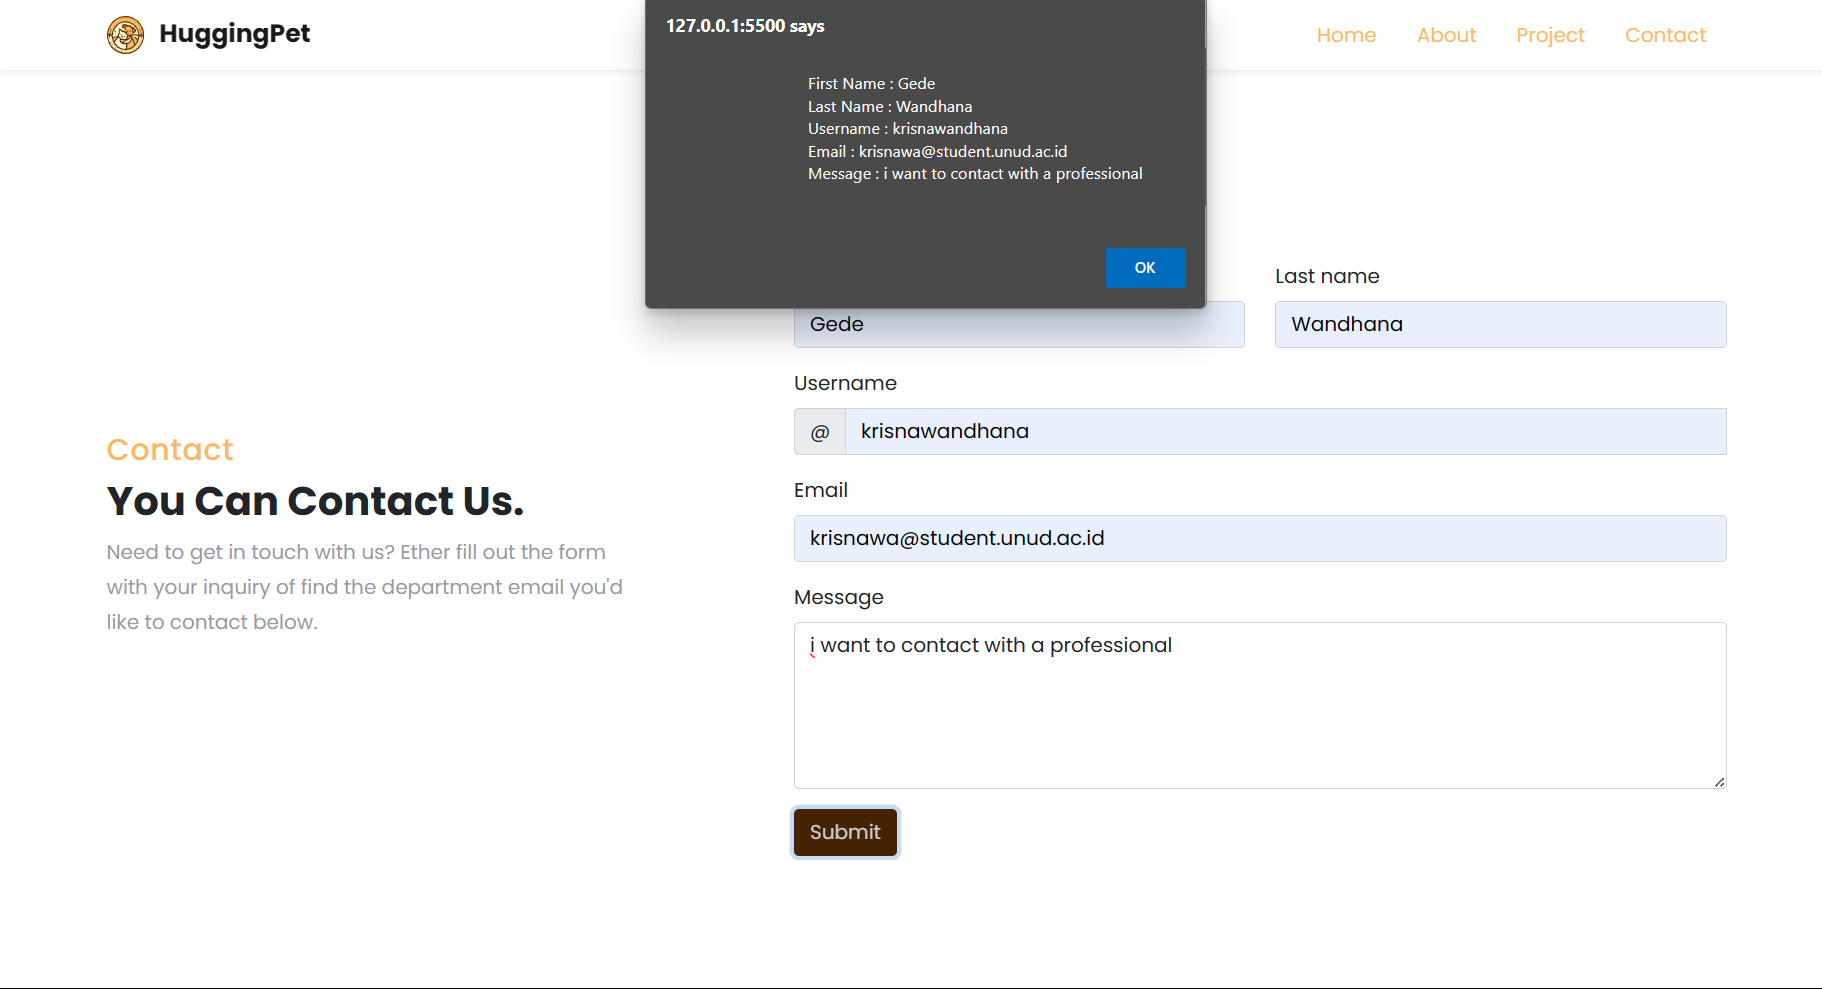 HuggingPet
Home About Project Contact
127.0.0.1:5500 says
First Name : Gede
Last Name : Wandhana
Username : krisnawandhana
Email : krisnawa@student.unud.ac.id
Message : i want to contact with a professional
OK
Contact
You Can Contact Us.
Need to get in touch with us? Ether fill out the form
with your inquiry of find the department email you'd
like to contact below.
Last name
Gede
Wandhana
Username
@ krisnawandhana
Email
krisnawa@student.unud.ac.id
Message
i want to contact with a professional
Submit